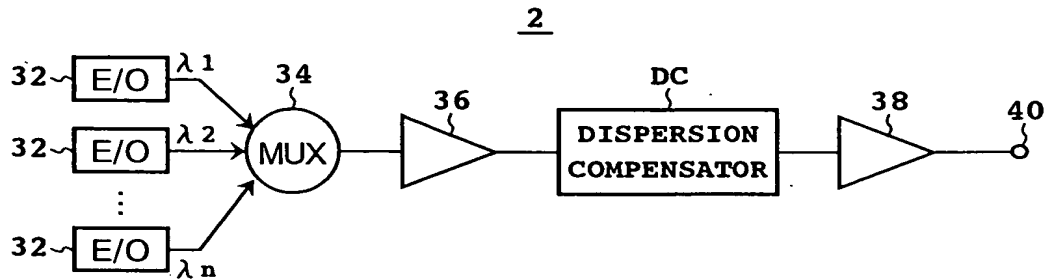 2
32 E/O λ1
34
MUX
36
DC
DISPERSION
COMPENSATOR
38
40
32 E/O λ2
⋮
32 E/O λn